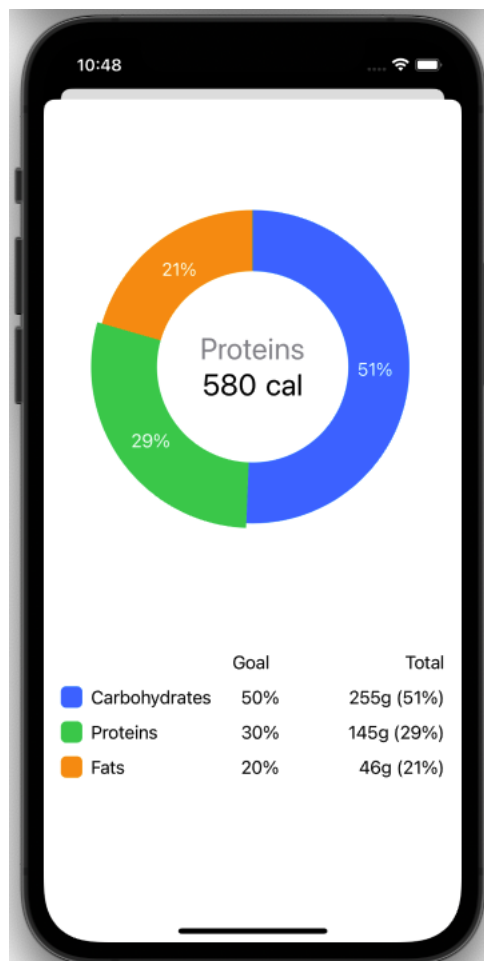 10:48
21%
Proteins
580 cal
51%
29%
Goal Total
Carbohydrates 50% 255g (51%)
Proteins 30% 145g (29%)
Fats 20% 46g (21%)